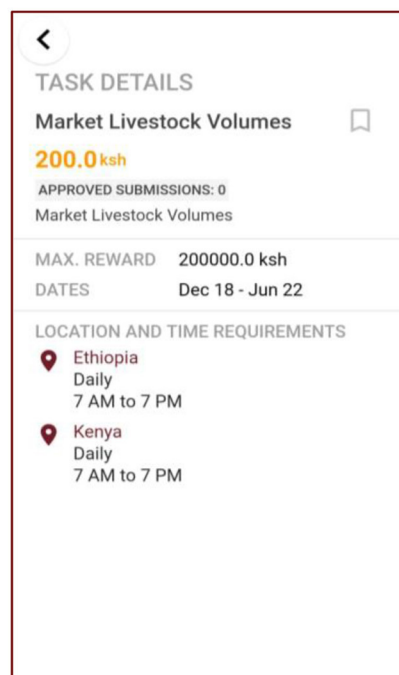 TASK DETAILS
Market Livestock Volumes
200.0 ksh
APPROVED SUBMISSIONS: 0
Market Livestock Volumes
MAX. REWARD 200000.0 ksh
DATES Dec 18 - Jun 22
LOCATION AND TIME REQUIREMENTS
Ethiopia
Daily
7 AM to 7 PM
Kenya
Daily
7 AM to 7 PM